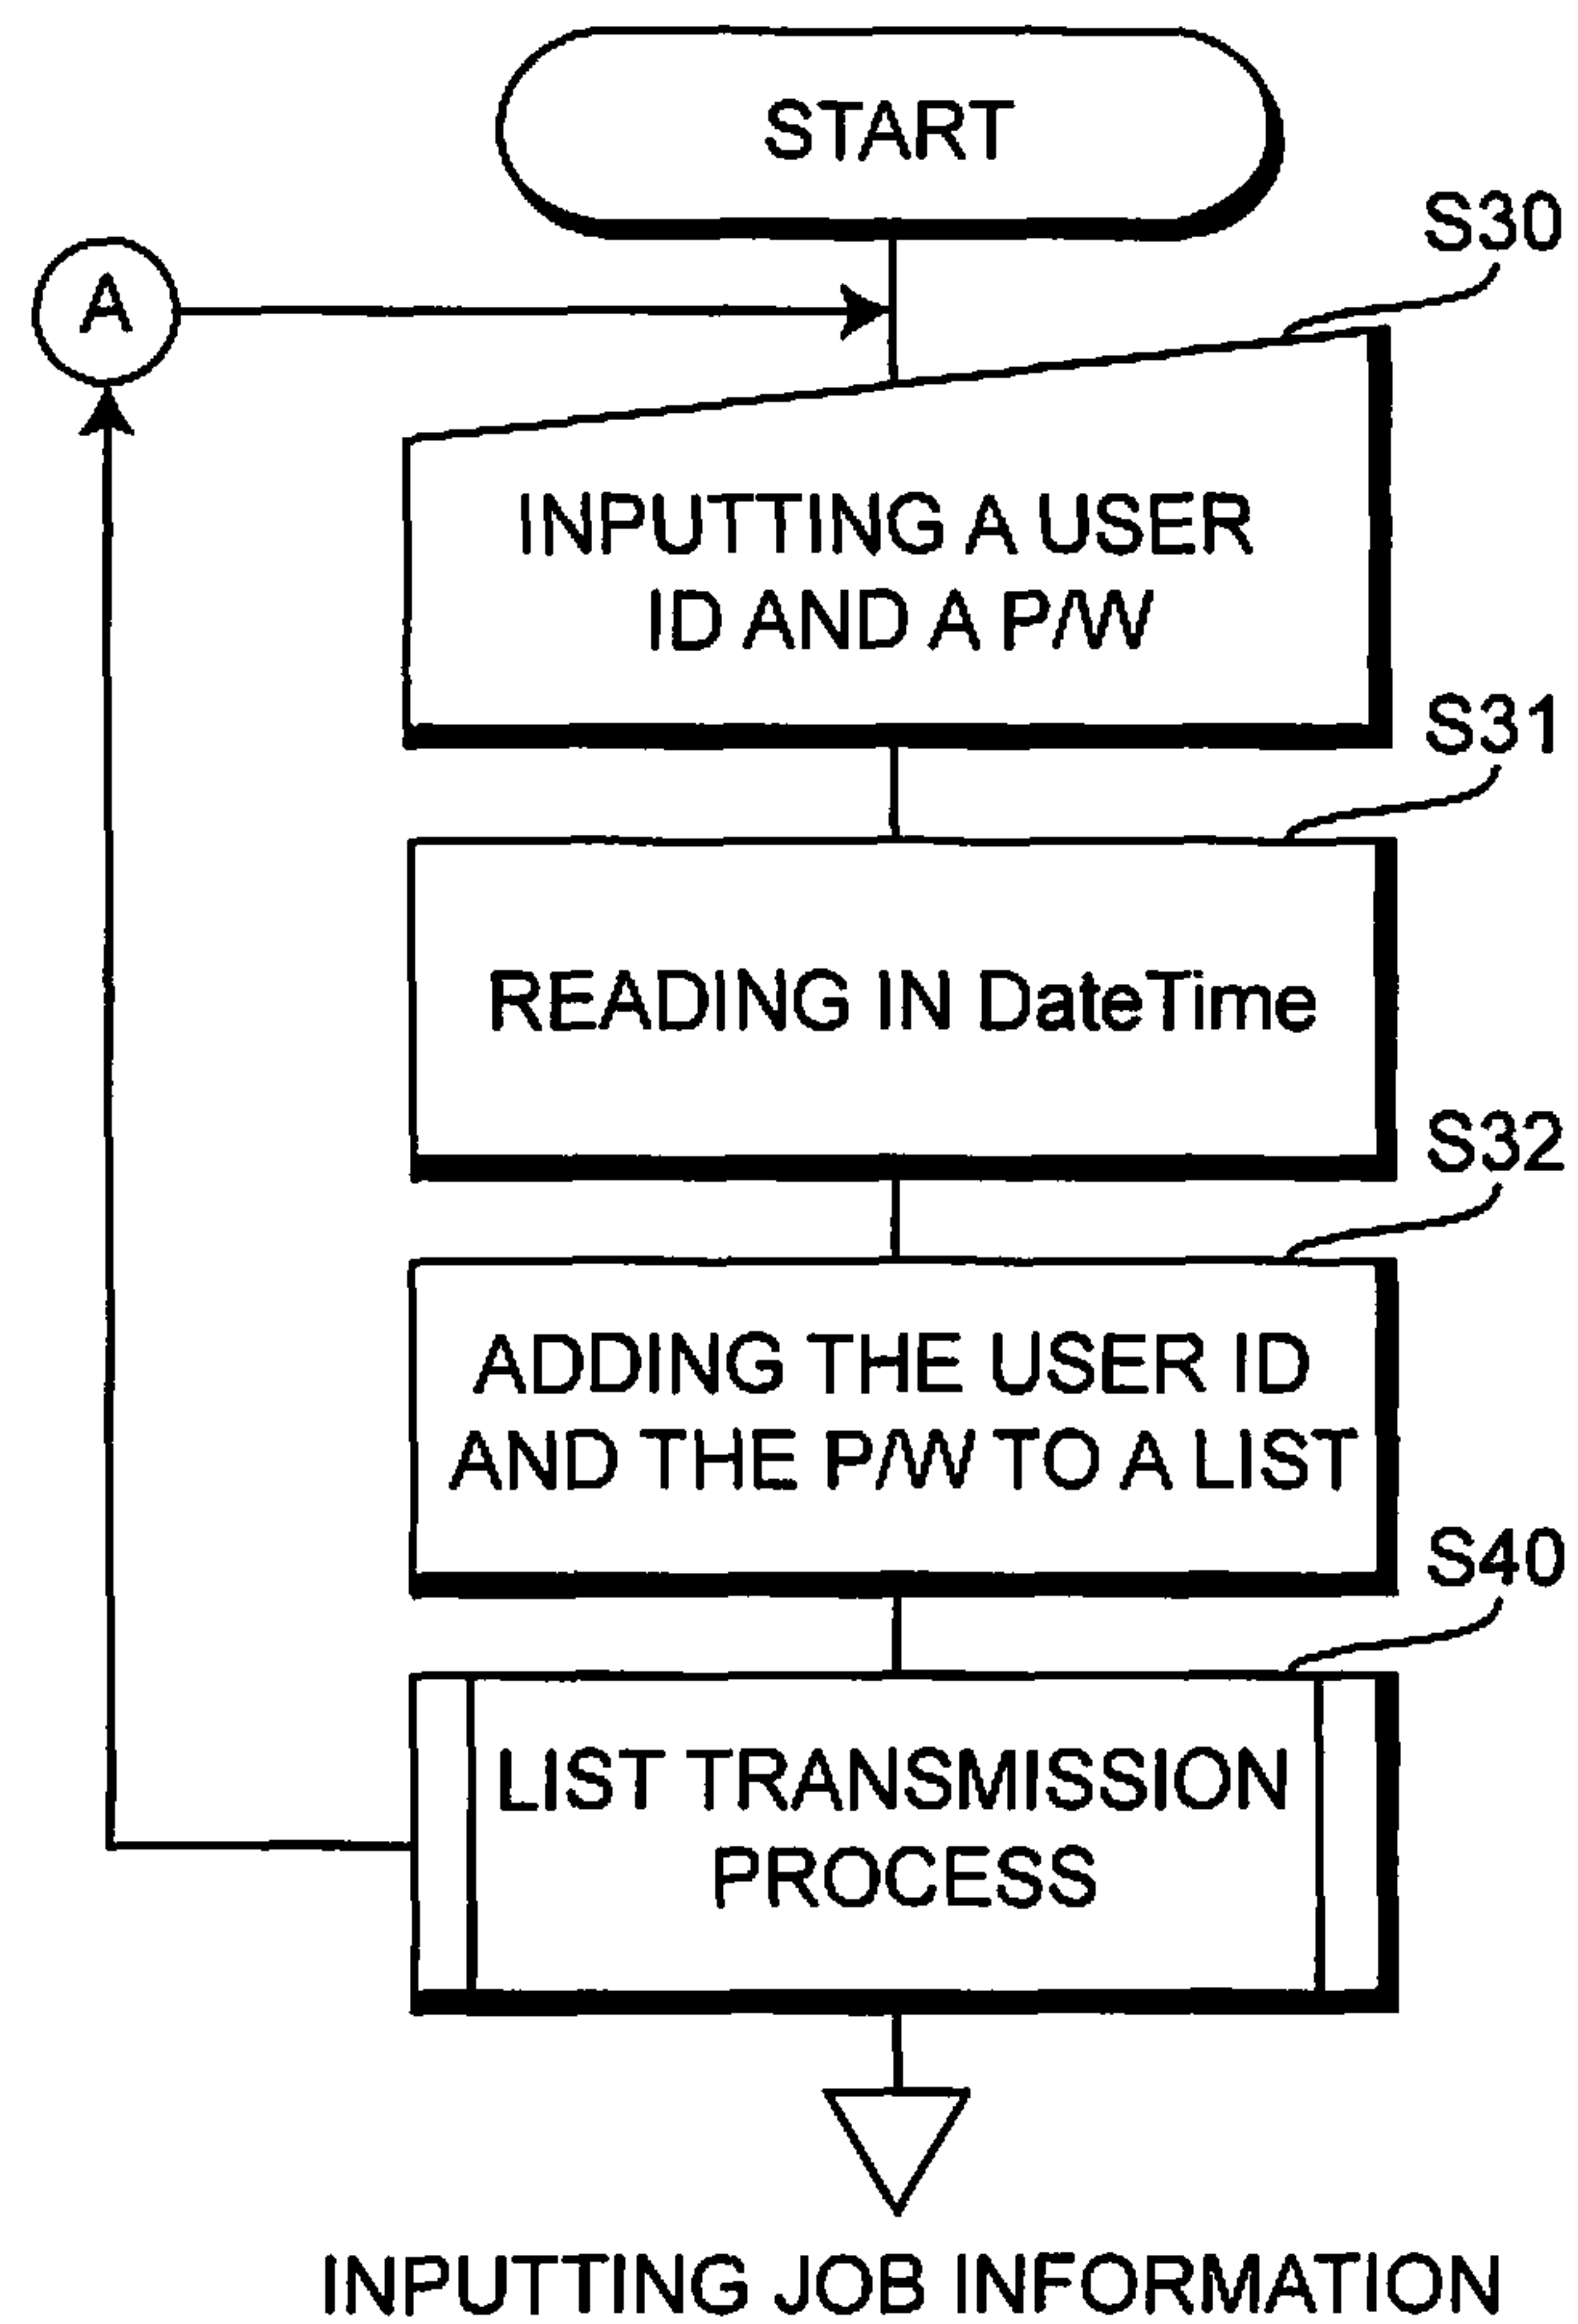 START
S30
A
INPUTTING A USER
ID AND A P/W
S31
READING IN DateTime
S32
ADDING THE USER ID
AND THE P/W TO A LIST
S40
LIST TRANSMISSION
PROCESS
INPUTTING JOB INFORMATION